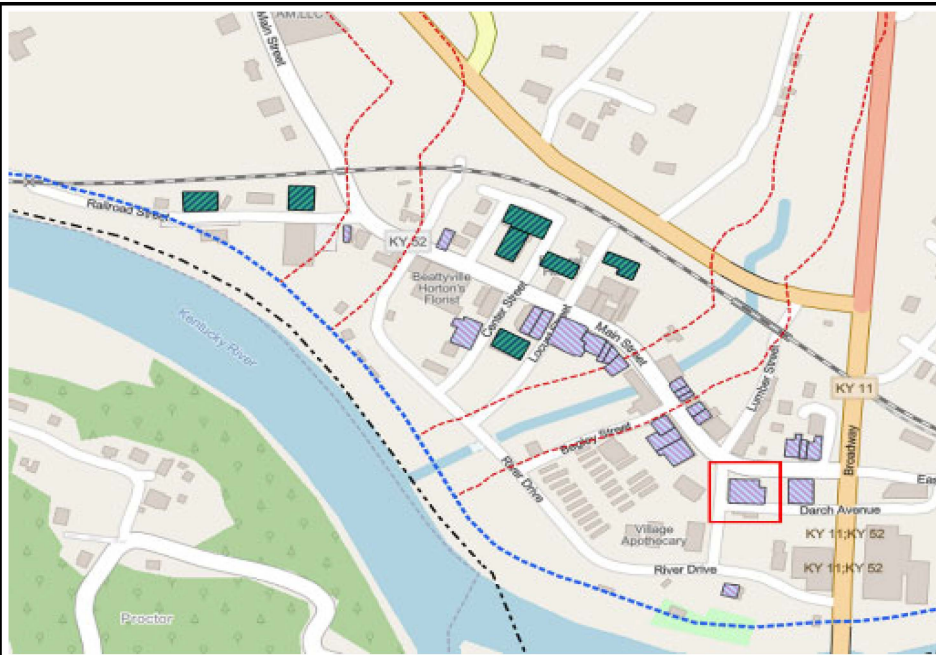 AM.LLC
Main Street
Railroad Street
KY 52
Beattyville
Horton's
Florist
Center Street
Locust Street
Main Street
Kentucky River
Lumber Street
KY 11
Begley Street
Broadway
River Drive
East
Darch Avenue
Village
Apothecary
KY 11;KY 52
River Drive
KY 11;KY 52
Proctor